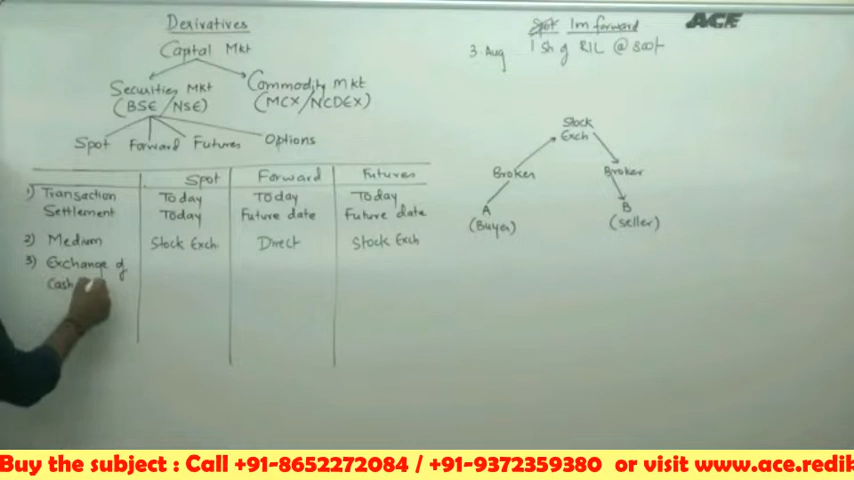 Derivatives
Capital Mkt
Securities Mkt
(BSE / NSE)
Commodity Mkt
(MCX/NCDEX)
Spot Forward Futures Options
Spot Forward Futures
1) Transaction Today Today Today
Settlement Today Future date Future date
2) Medium Stock Exch Direct Stock Exch
3) Exchange of
Cash
Spot 1m forward
3. Aug 1 sh of RIL @
ACE
Stock
Exch
Broker Broker
A B
(Buyer) (seller)
Buy the subject : Call +91-8652272084 / +91-9372359380 or visit www.ace.redik